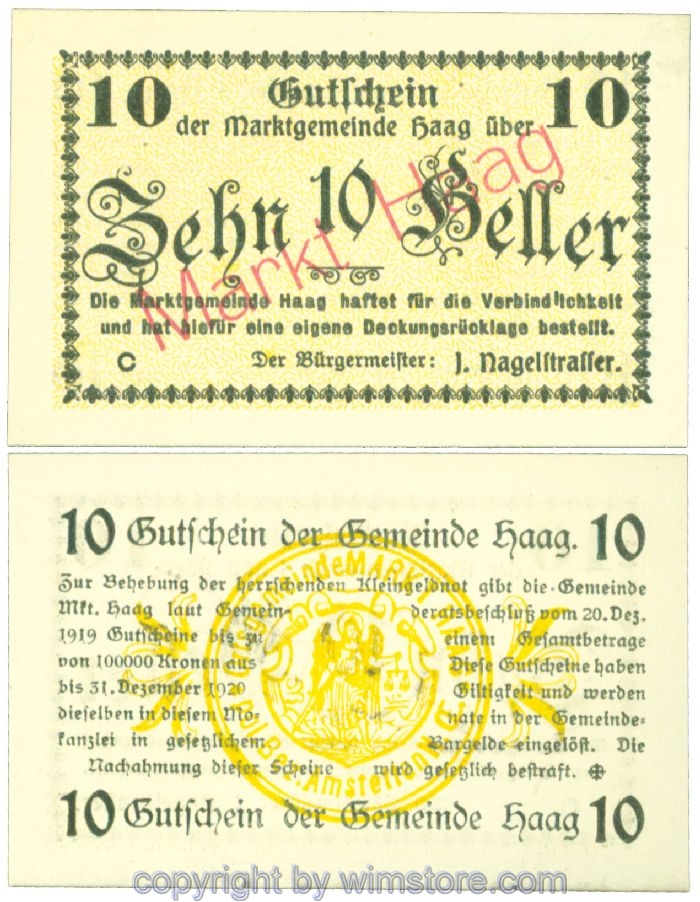 10 Gutschein 10
der Marktgemeinde Haag über
Zehn 10 Heller
Markt Haag
Die Marktgemeinde Haag haftet für die Verbindlichkeit
und hat hiefür eine eigene Deckungsrücklage bestellt.
C Der Bürgermeister: J. Nagelstrasser.
10 Gutschein der Gemeinde Haag. 10
Zur Behebung der herrschenden Kleingeldnot gibt die Gemeinde
Mkt. Haag laut Gemein- deratsbeschluß vom 20. Dez.
1919 Gutscheine bis zu einem Gesamtbetrage
von 100000 Kronen aus Diese Gutscheine haben
bis 31. Dezember 1920 Giltigkeit und werden
dieselben in diesem Mo- nate in der Gemeinde-
kanzlei in gesetzlichem Bargelde eingelöst. Die
Nachahmung dieser Scheine wird gesetzlich bestraft.
10 Gutschein der Gemeinde Haag 10
copyright by wimstore.com